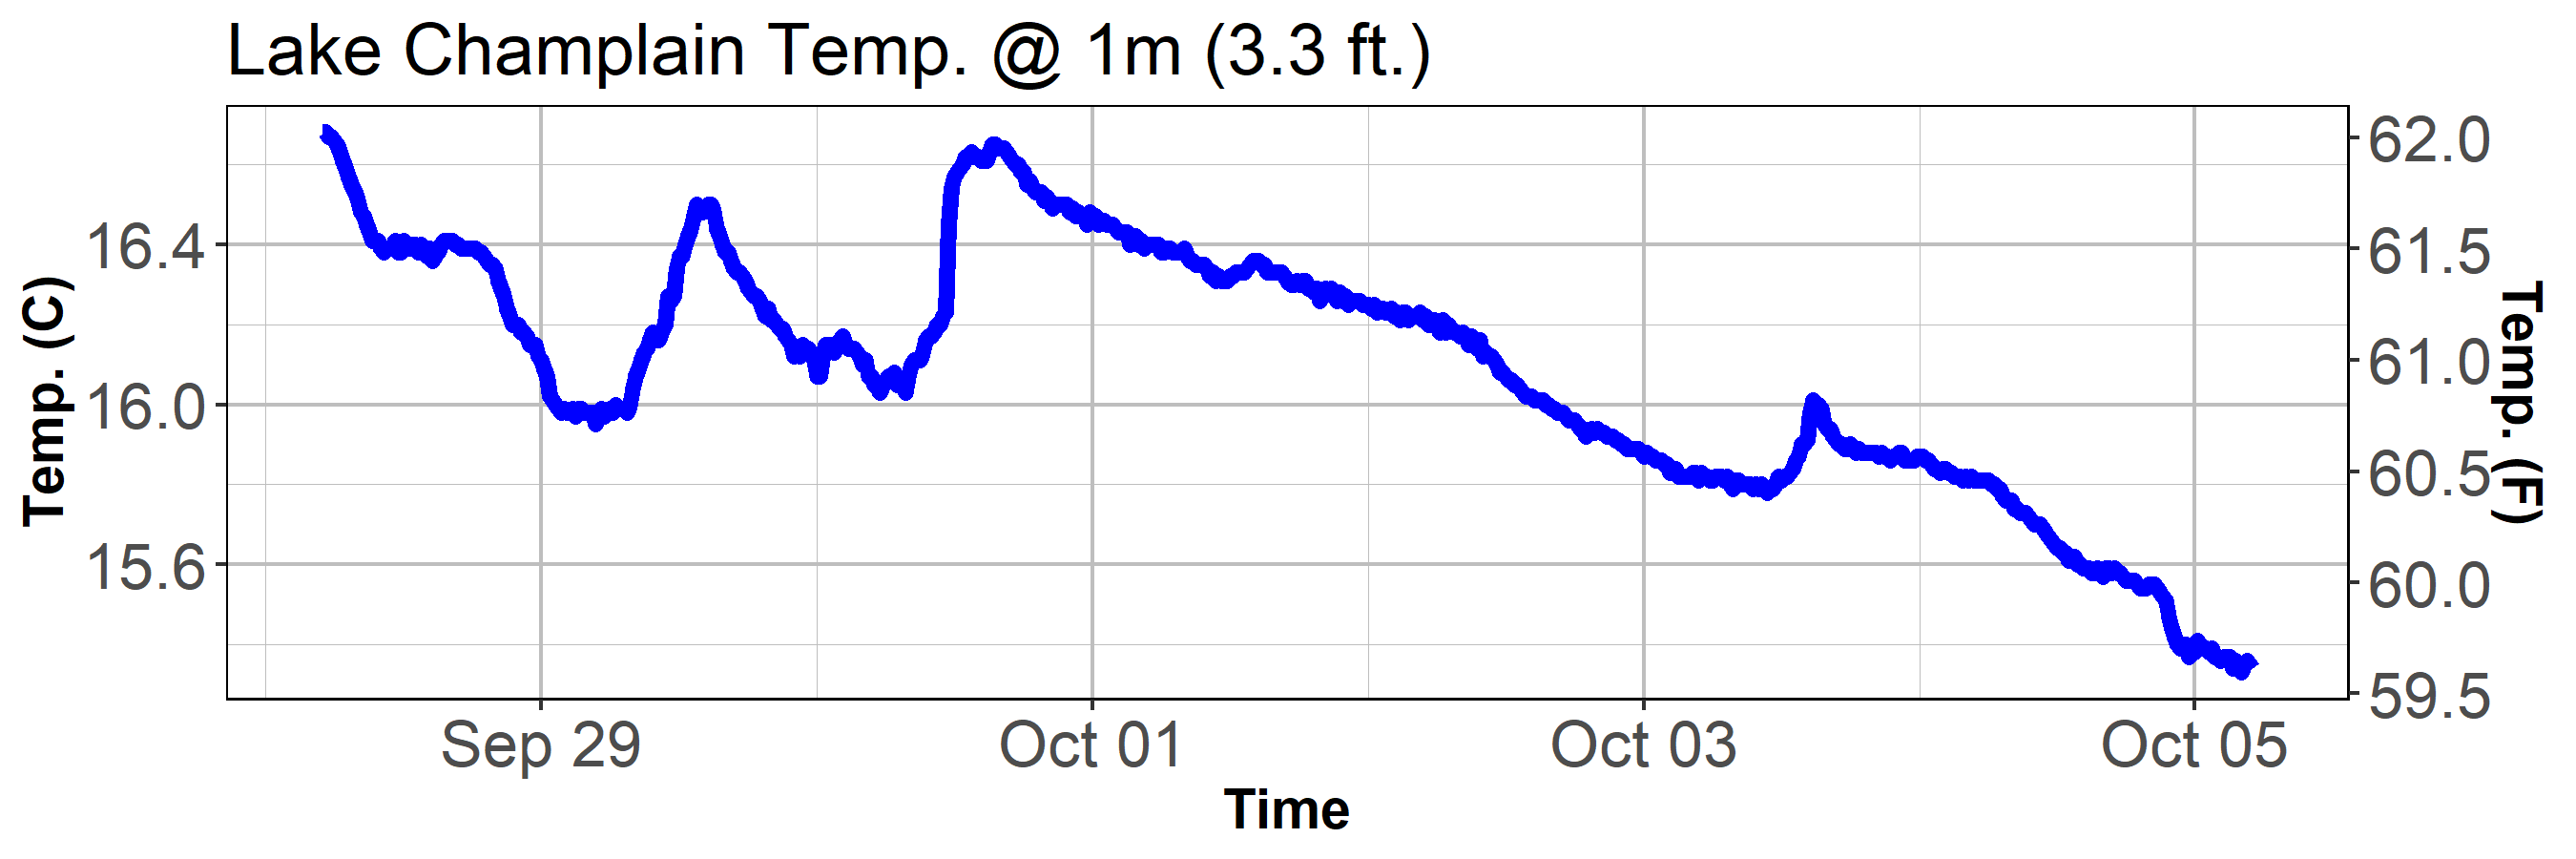 Lake Champlain Temp. @ 1m (3.3 ft.)
Temp. (C)
16.4
16.0
15.6
62.0
61.5
61.0
60.5
60.0
59.5
Temp. (F)
Sep 29
Oct 01
Oct 03
Oct 05
Time